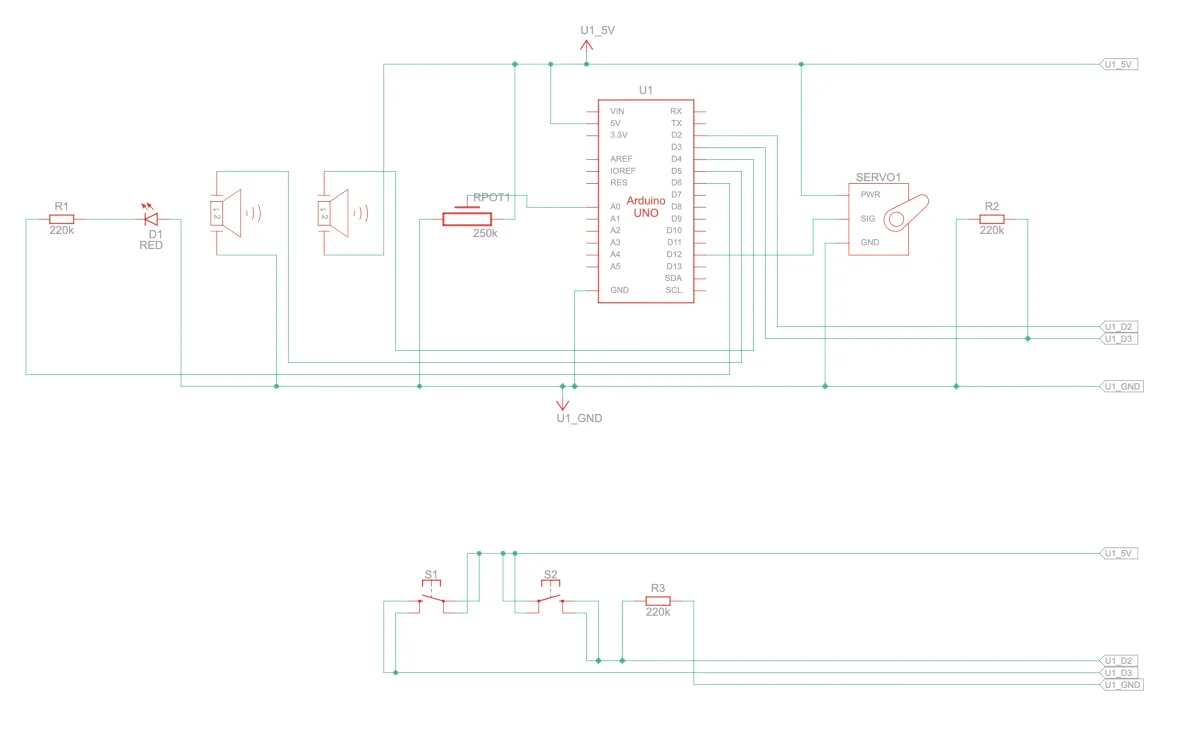 U1_5V
U1_5V
U1
VIN
5V
3.3V
AREF
IOREF
RES
A0
A1
A2
A3
A4
A5
GND
Arduino
UNO
RX
TX
D2
D3
D4
D5
D6
D7
D8
D9
D10
D11
D12
D13
SDA
SCL
R1
220k
D1
RED
1 2
1 2
RPOT1
250k
SERVO1
PWR
SIG
GND
R2
220k
U1_D2
U1_D3
U1_GND
U1_GND
U1_5V
S1
S2
R3
220k
U1_D2
U1_D3
U1_GND